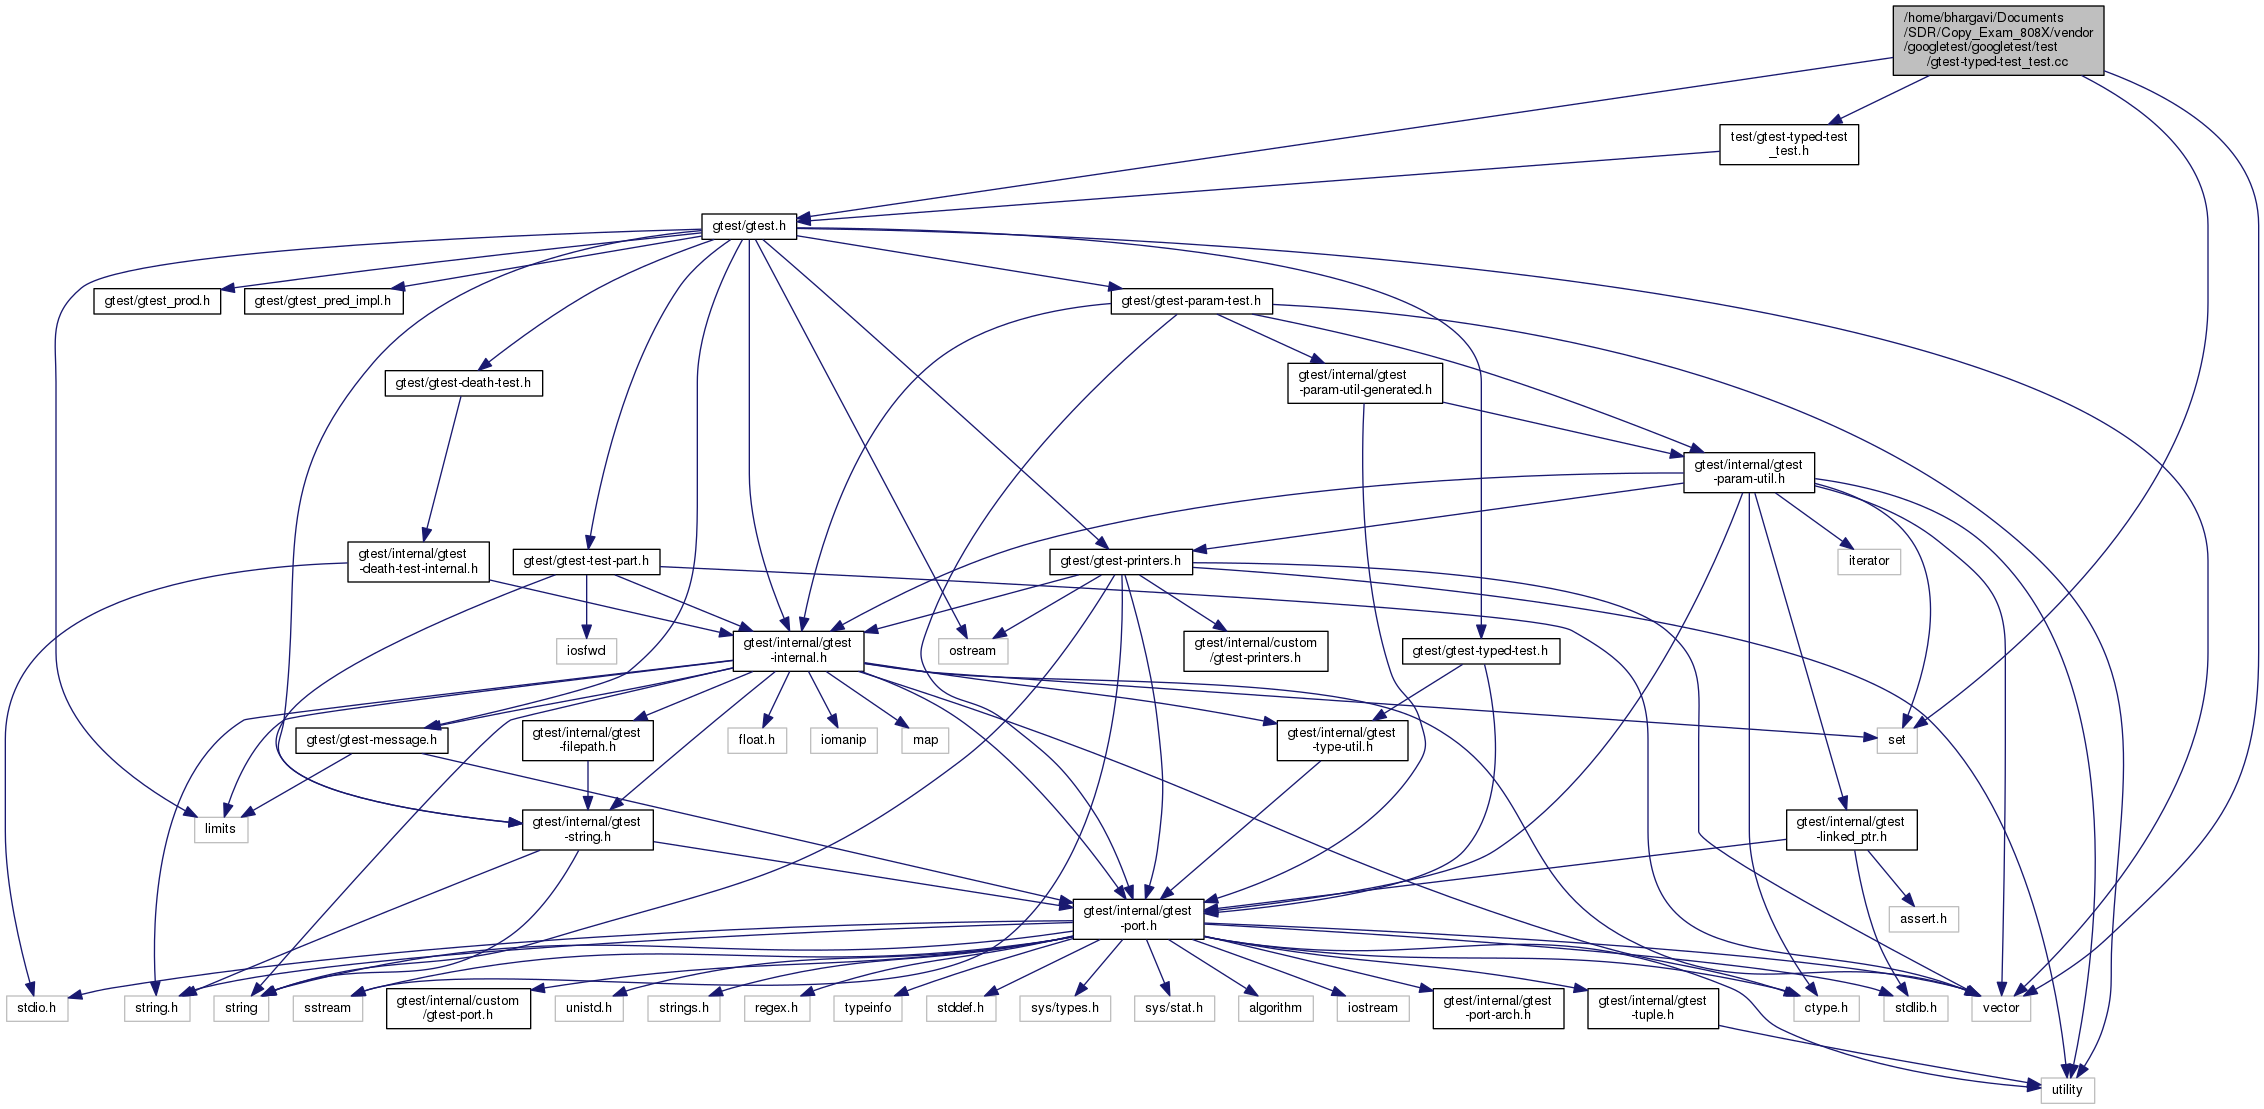 /home/bhargavi/Documents
/SDR/Copy_Exam_808X/vendor
/googletest/googletest/test
/gtest-typed-test_test.cc
test/gtest-typed-test
_test.h
gtest/gtest.h
gtest/gtest_prod.h
gtest/gtest_pred_impl.h
gtest/gtest-param-test.h
gtest/gtest-death-test.h
gtest/internal/gtest
-param-util-generated.h
gtest/internal/gtest
-param-util.h
gtest/internal/gtest
-death-test-internal.h
gtest/gtest-test-part.h
gtest/gtest-printers.h
iterator
iosfwd
gtest/internal/gtest
-internal.h
ostream
gtest/internal/custom
/gtest-printers.h
gtest/gtest-typed-test.h
gtest/gtest-message.h
gtest/internal/gtest
-filepath.h
float.h
iomanip
map
gtest/internal/gtest
-type-util.h
set
limits
gtest/internal/gtest
-string.h
gtest/internal/gtest
-linked_ptr.h
gtest/internal/gtest
-port.h
assert.h
stdio.h
string.h
string
sstream
gtest/internal/custom
/gtest-port.h
unistd.h
strings.h
regex.h
typeinfo
stddef.h
sys/types.h
sys/stat.h
algorithm
iostream
gtest/internal/gtest
-port-arch.h
gtest/internal/gtest
-tuple.h
ctype.h
stdlib.h
vector
utility